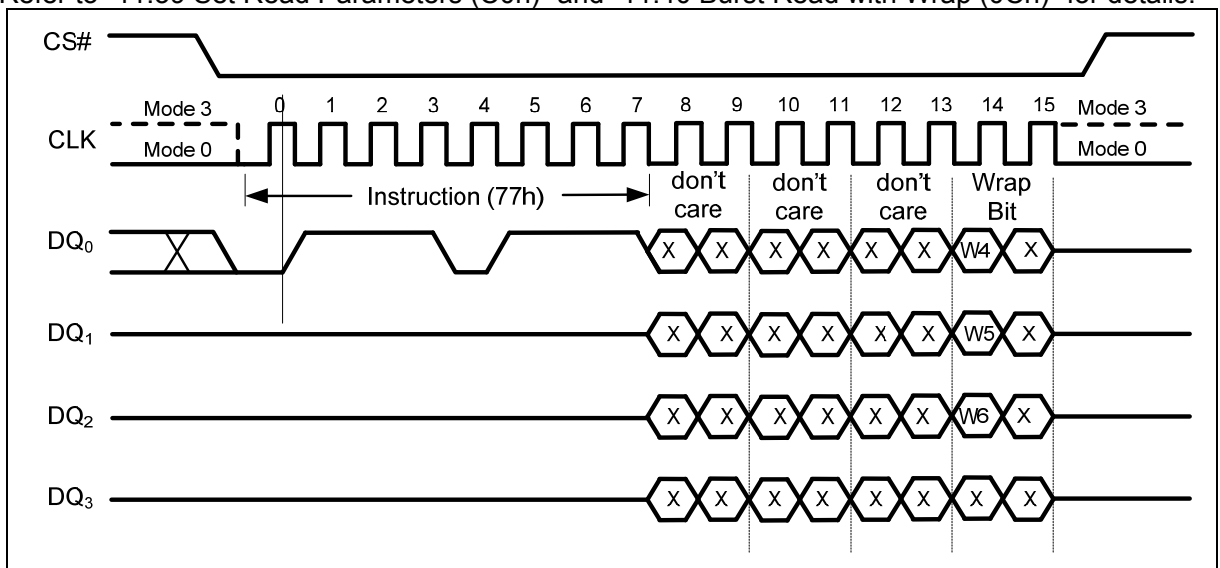 CS#
Mode 3 0 1 2 3 4 5 6 7 8 9 10 11 12 13 14 15 Mode 3
CLK
Mode 0 Mode 0
Instruction (77h) don't care don't care don't care Wrap Bit
DQ0 X X X X X X W4 X
DQ1 X X X X X X W5 X
DQ2 X X X X X X W6 X
DQ3 X X X X X X X X